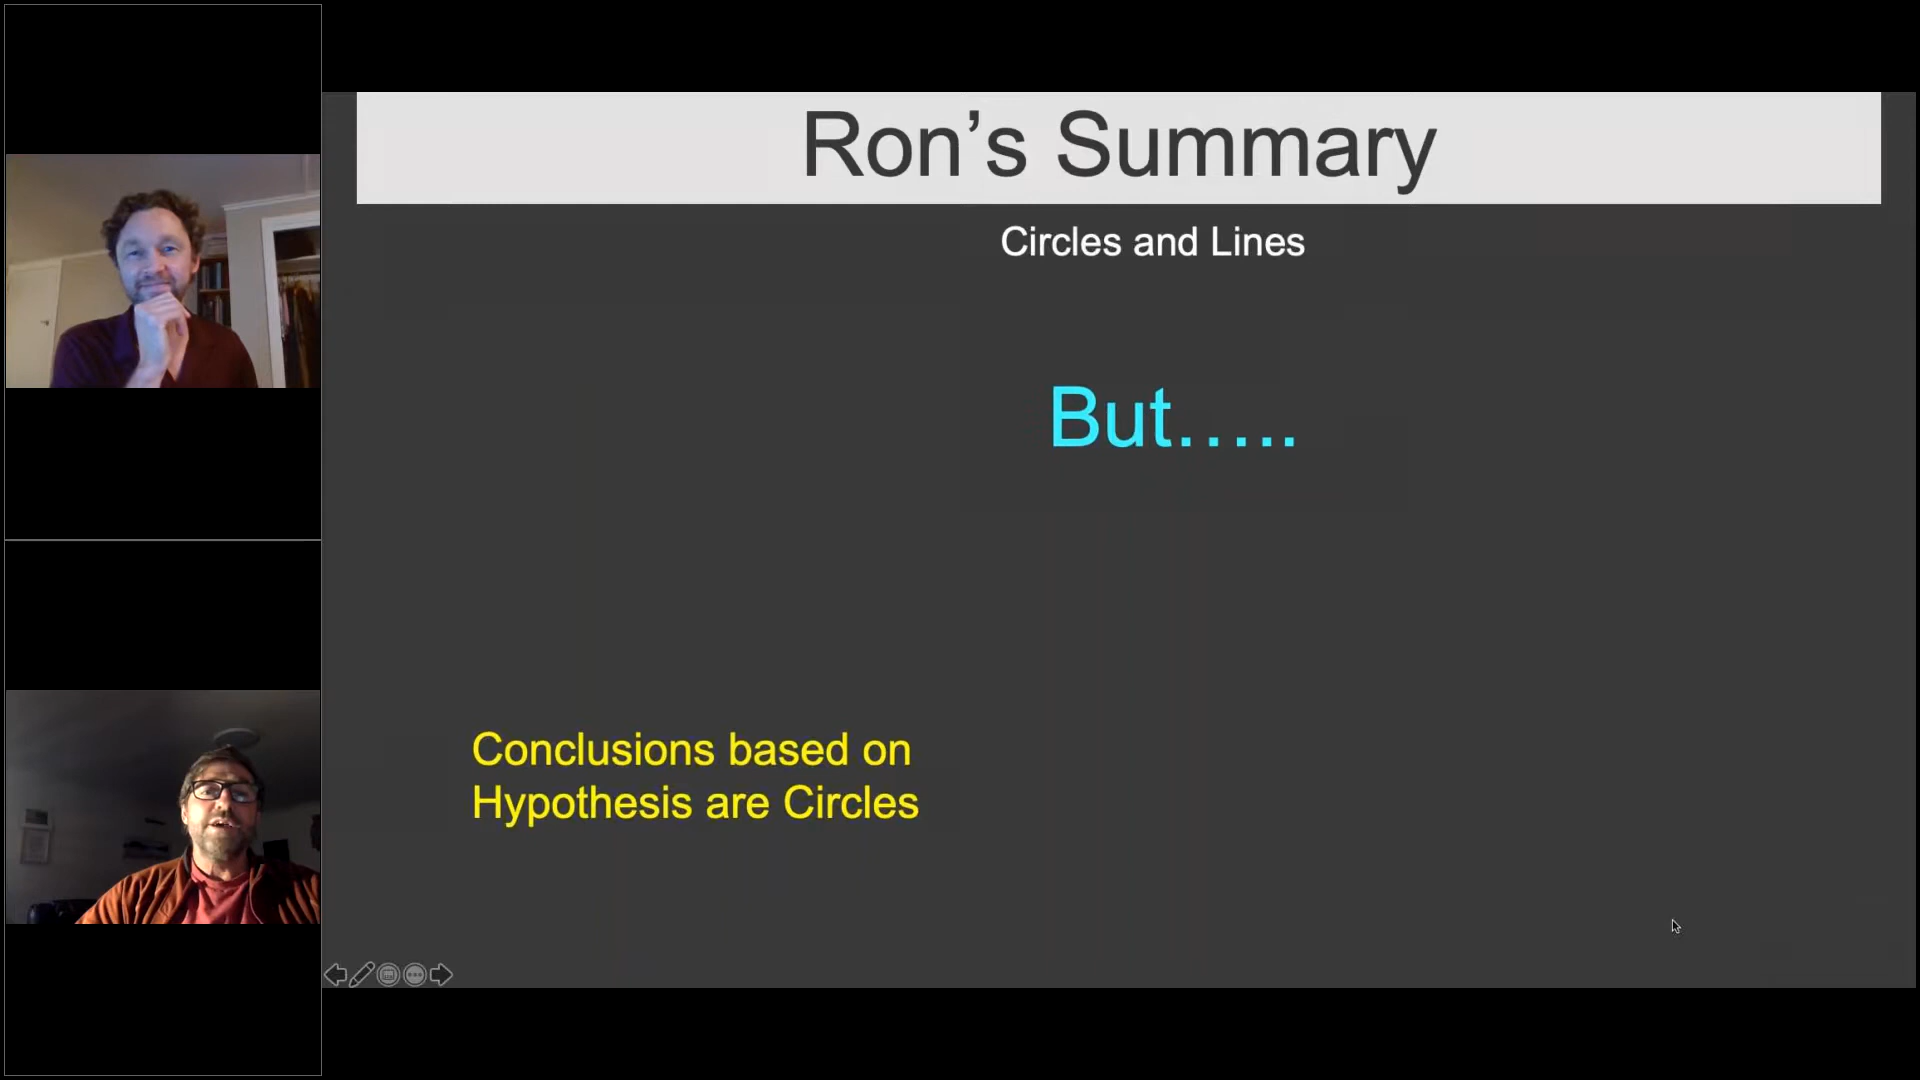 Ron’s Summary
Circles and Lines
But…..
Conclusions based on
Hypothesis are Circles